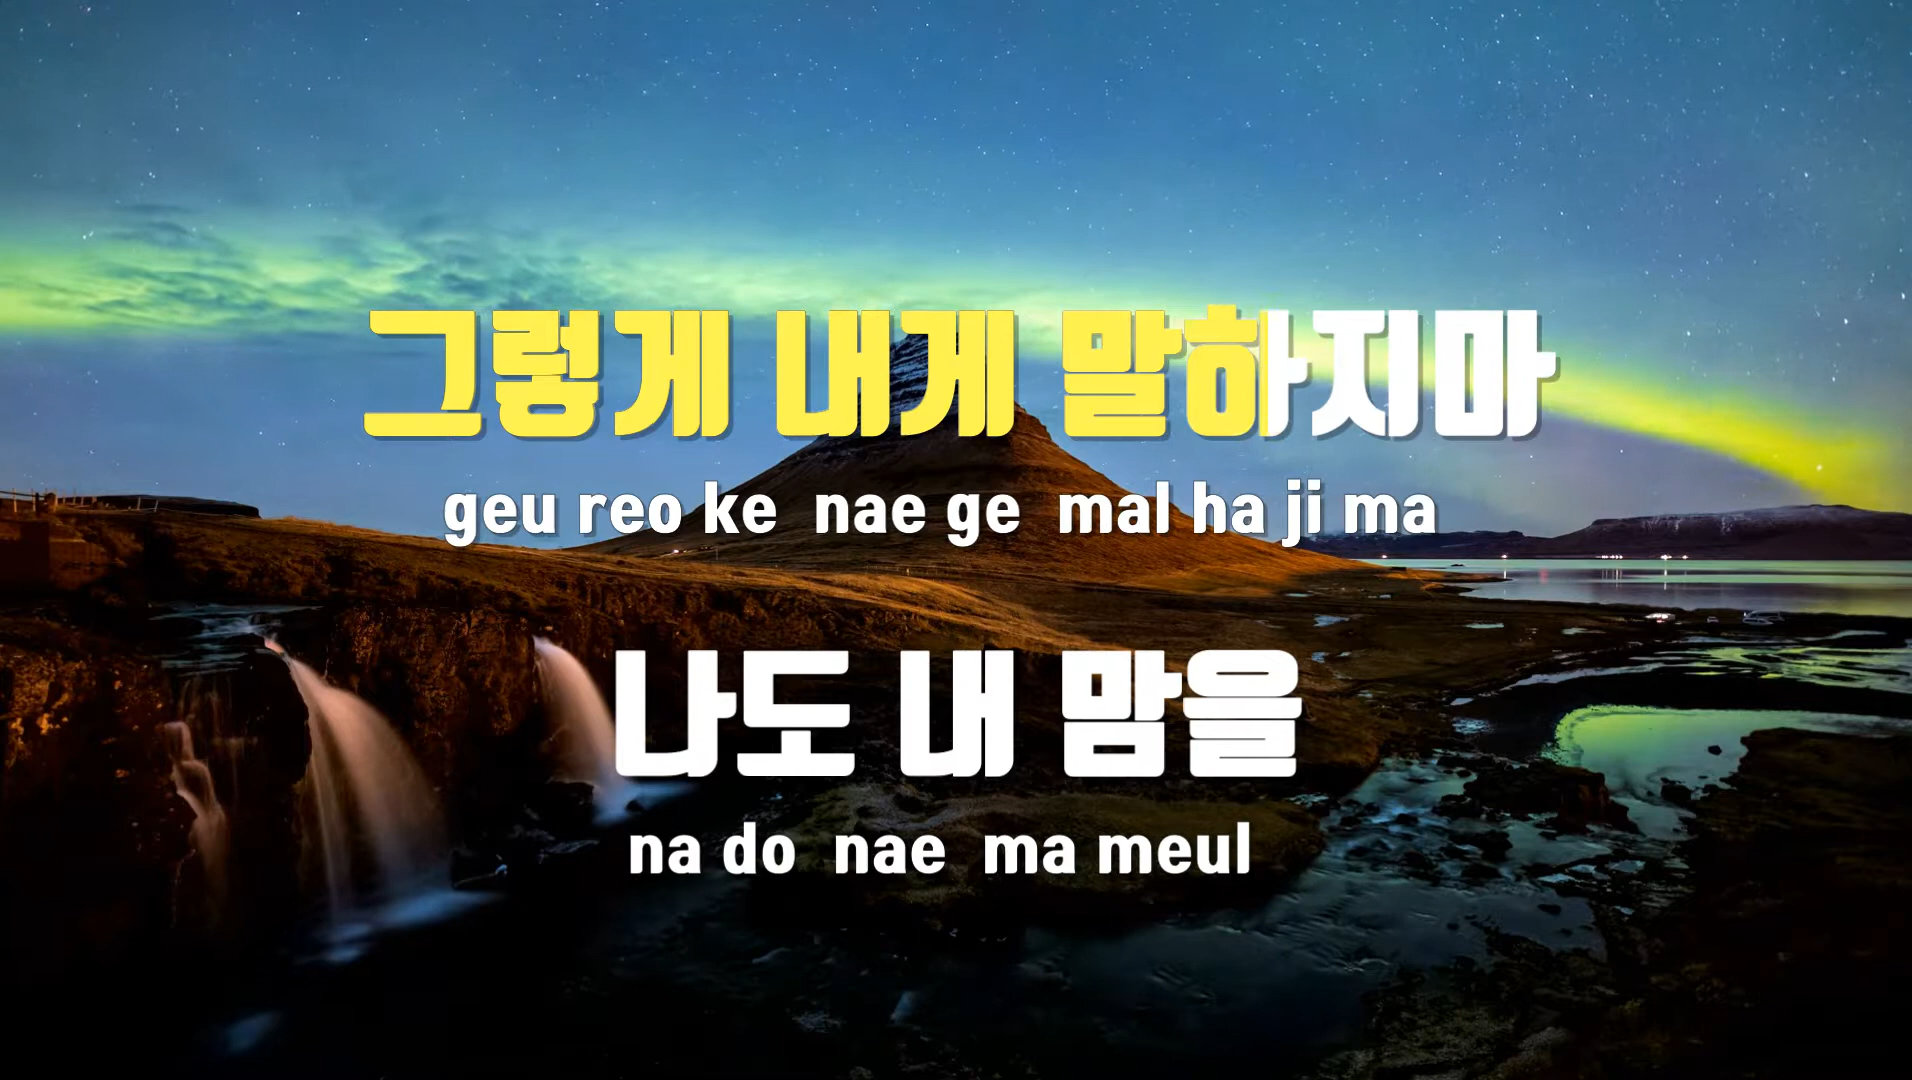 그렇게 내게 말하지마
geu reo ke nae ge mal ha ji ma
나도 내 맘을
na do nae ma meul